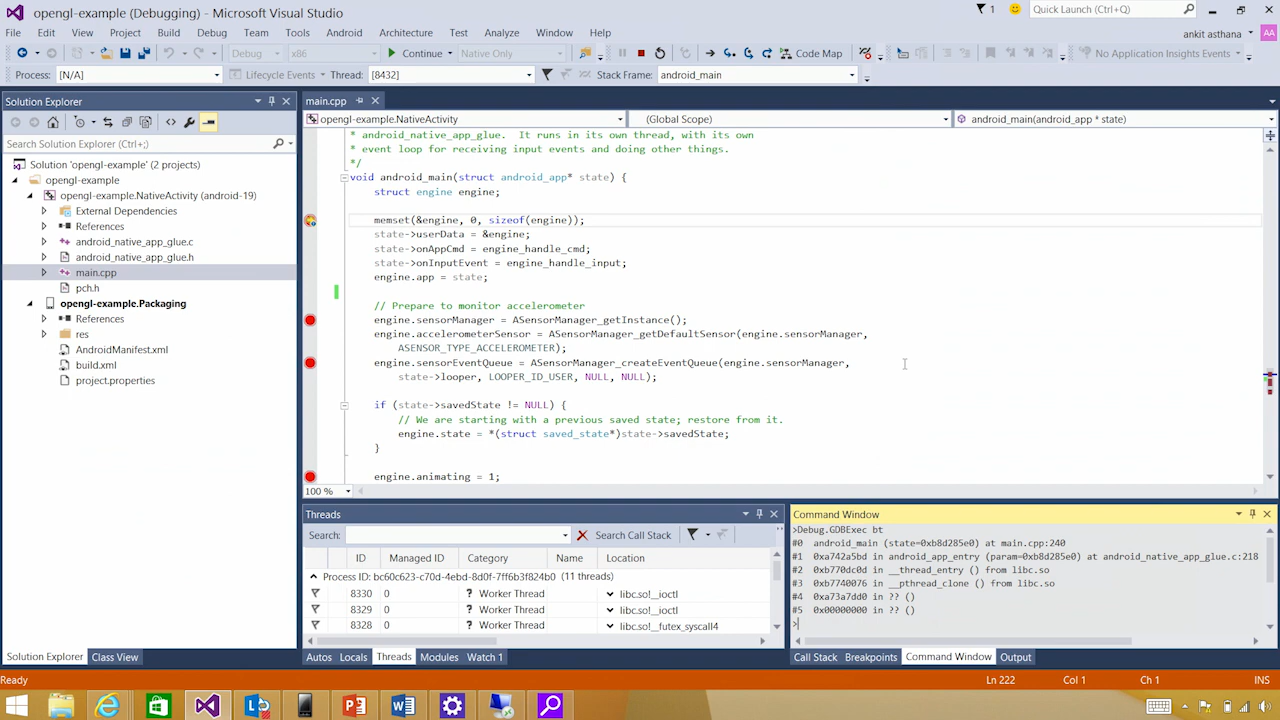 opengl-example (Debugging) - Microsoft Visual Studio
1
Quick Launch (Ctrl+Q)
File Edit View Project Build Debug Team Tools Android Architecture Test Analyze Window Help
ankit asthana
AA
Debug x86 Continue Native Only Code Map No Application Insights Events
Process: [N/A] Lifecycle Events Thread: [8432] Stack Frame: android_main
Solution Explorer
Search Solution Explorer (Ctrl+;)
Solution 'opengl-example' (2 projects)
opengl-example
opengl-example.NativeActivity (android-19)
External Dependencies
References
android_native_app_glue.c
android_native_app_glue.h
main.cpp
pch.h
opengl-example.Packaging
References
res
AndroidManifest.xml
build.xml
project.properties
Solution Explorer Class View
main.cpp
opengl-example.NativeActivity (Global Scope) android_main(android_app * state)
* android_native_app_glue.  It runs in its own thread, with its own
* event loop for receiving input events and doing other things.
*/
void android_main(struct android_app* state) {
struct engine engine;
memset(&engine, 0, sizeof(engine));
state->userData = &engine;
state->onAppCmd = engine_handle_cmd;
state->onInputEvent = engine_handle_input;
engine.app = state;
// Prepare to monitor accelerometer
engine.sensorManager = ASensorManager_getInstance();
engine.accelerometerSensor = ASensorManager_getDefaultSensor(engine.sensorManager,
ASENSOR_TYPE_ACCELEROMETER);
engine.sensorEventQueue = ASensorManager_createEventQueue(engine.sensorManager,
state->looper, LOOPER_ID_USER, NULL, NULL);
if (state->savedState != NULL) {
// We are starting with a previous saved state; restore from it.
engine.state = *(struct saved_state*)state->savedState;
}
engine.animating = 1;
100 %
Threads
Search: Search Call Stack
ID Managed ID Category Name Location
Process ID: bc60c623-c70d-4ebd-8d0f-7ff6b3f824b0 (11 threads)
8330 0 ? Worker Thread libc.so!__ioctl
8329 0 ? Worker Thread libc.so!__ioctl
8328 0 ? Worker Thread libc.so!__futex_syscall4
Autos Locals Threads Modules Watch 1
Command Window
>Debug.GDBExec bt
#0 android_main (state=0xb8d285e0) at main.cpp:240
#1 0xa742a5bd in android_app_entry (param=0xb8d285e0) at android_native_app_glue.c:218
#2 0xb770dc0d in __thread_entry () from libc.so
#3 0xb7740076 in __pthread_clone () from libc.so
#4 0xa73a7dd0 in ?? ()
#5 0x00000000 in ?? ()
>
Call Stack Breakpoints Command Window Output
Ready Ln 222 Col 1 Ch 1 INS